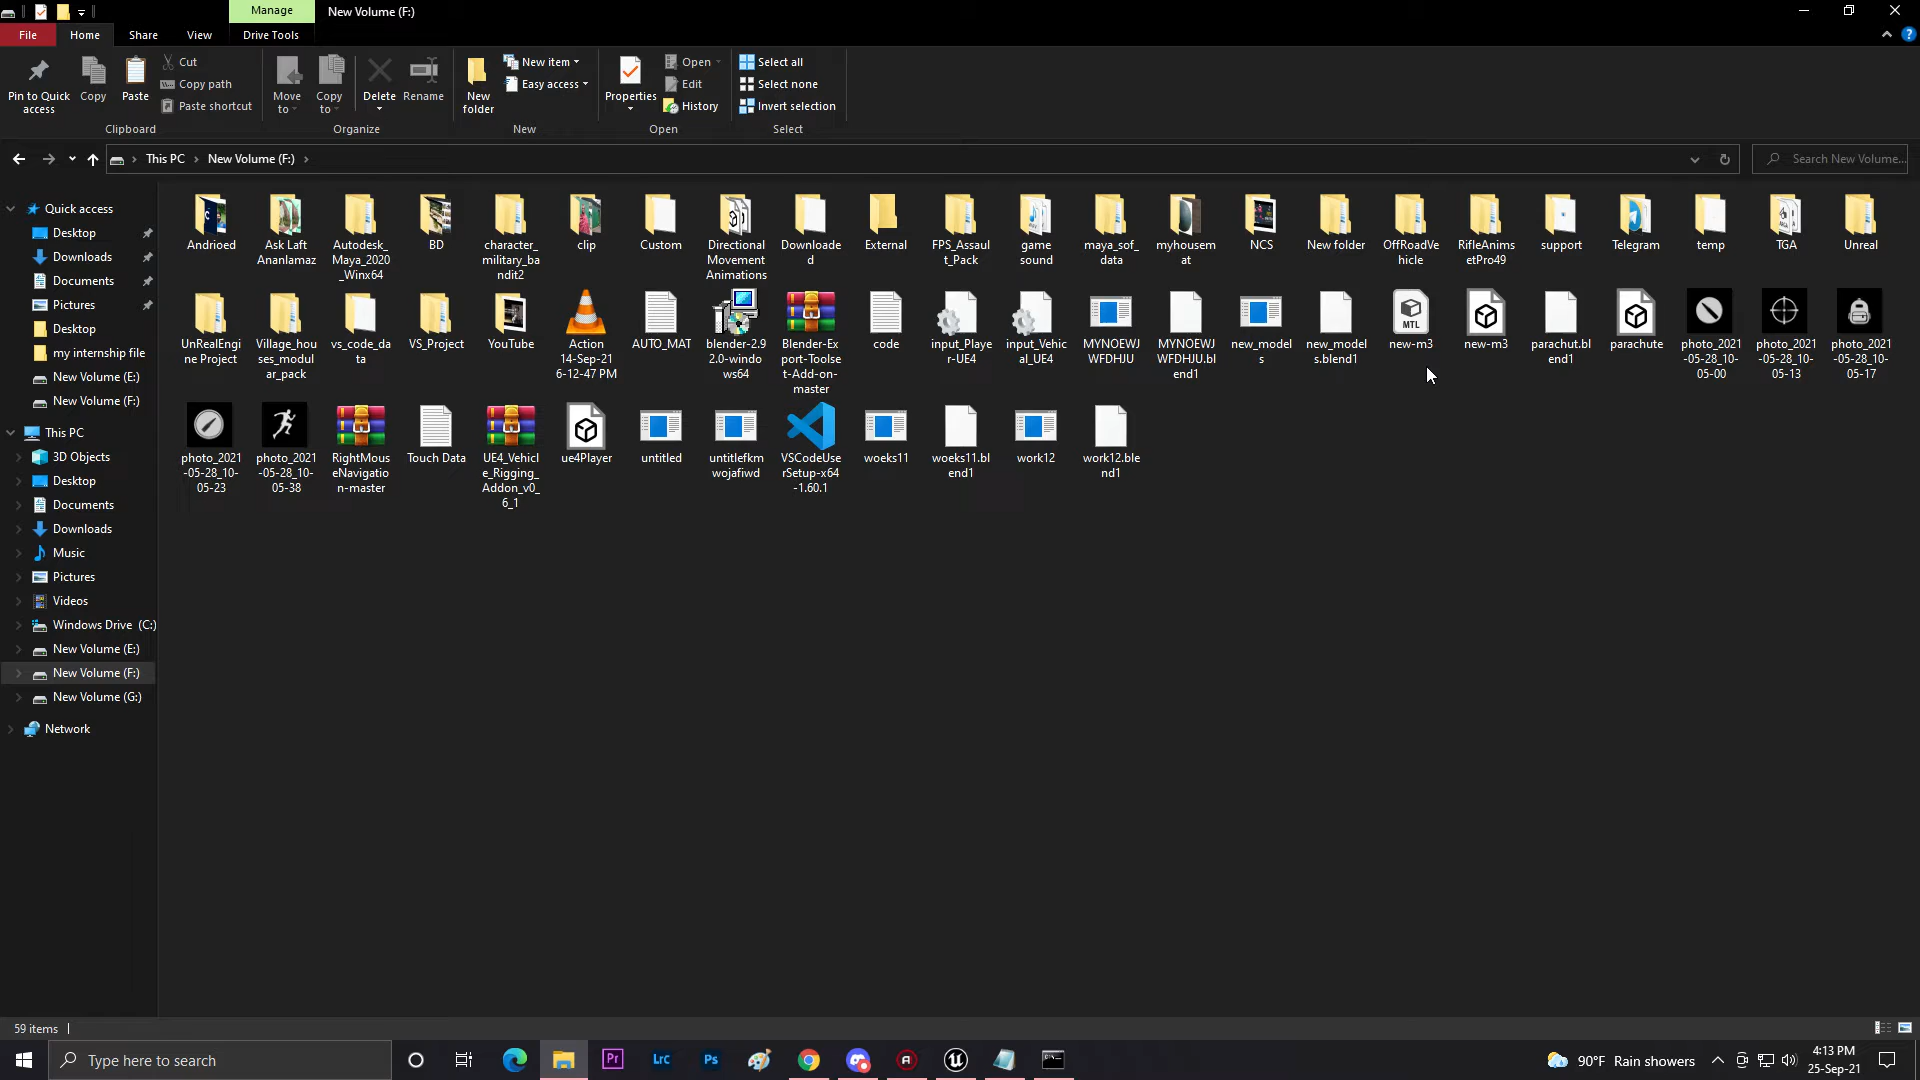 Manage
New Volume (F:)
File
Home
Share
View
Drive Tools
Pin to Quick
access
Copy
Paste
Cut
Copy path
Paste shortcut
Clipboard
Move
to
Copy
to
Delete
Rename
Organize
New
folder
New item
Easy access
New
Properties
Open
Edit
History
Open
Select all
Select none
Invert selection
Select
This PC
New Volume (F:)
Search New Volume...
Quick access
Desktop
Downloads
Documents
Pictures
Desktop
my internship file
New Volume (E:)
New Volume (F:)
This PC
3D Objects
Desktop
Documents
Downloads
Music
Pictures
Videos
Windows Drive (C:)
New Volume (E:)
New Volume (F:)
New Volume (G:)
Network
Andrioed
Ask Laft
Ananlamaz
Autodesk_
Maya_2020
_Winx64
BD
character_
military_ba
ndit2
clip
Custom
Directional
Movement
Animations
Downloade
d
External
FPS_Assaul
t_Pack
game
sound
maya_sof_
data
myhousem
at
NCS
New folder
OffRoadVe
hicle
RifleAnims
etPro49
support
Telegram
temp
TGA
Unreal
UnRealEngi
ne Project
Village_hou
ses_modul
ar_pack
vs_code_da
ta
VS_Project
YouTube
Action
14-Sep-21
6-12-47 PM
AUTO_MAT
blender-2.9
2.0-windo
ws64
Blender-Ex
port-Toolse
t-Add-on-
master
code
input_Playe
r-UE4
input_Vehic
al_UE4
MYNOEWJ
WFDHJU
MYNOEWJ
WFDHJU.bl
end1
new_model
s
new_model
s.blend1
MTL
new-m3
new-m3
parachut.bl
end1
parachute
photo_2021
-05-28_10-
05-00
photo_2021
-05-28_10-
05-13
photo_2021
-05-28_10-
05-17
photo_2021
-05-28_10-
05-23
photo_2021
-05-28_10-
05-38
RightMous
eNavigatio
n-master
Touch Data
UE4_Vehicl
e_Rigging_
Addon_v0_
6_1
ue4Player
untitled
untitlefkm
wojafiwd
VSCodeUse
rSetup-x64
-1.60.1
woeks11
woeks11.bl
end1
work12
work12.ble
nd1
59 items
Type here to search
Pr
Lrc
Ps
90°F Rain showers
4:13 PM
25-Sep-21